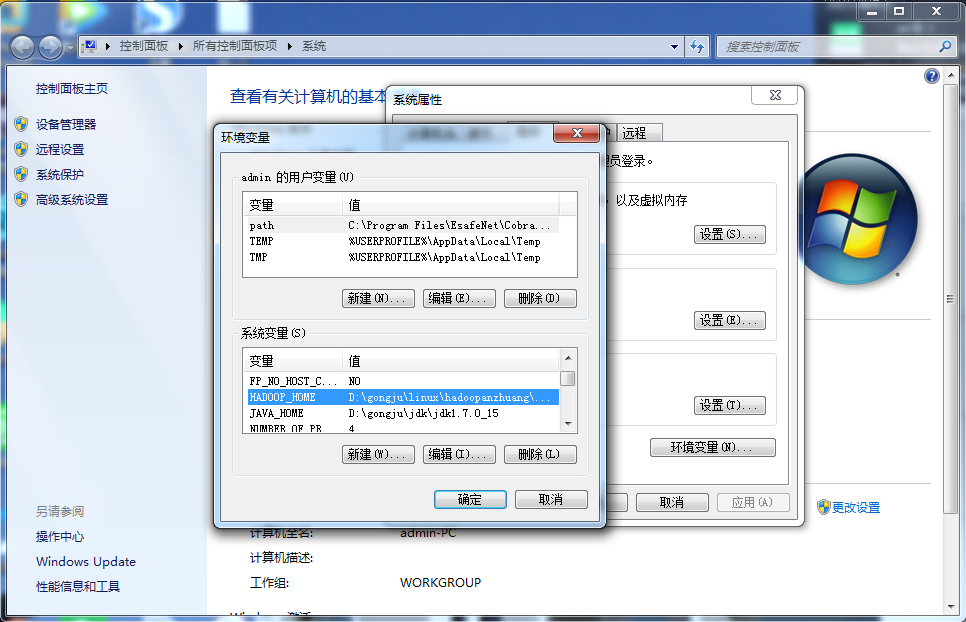 控制面板 ▸ 所有控制面板项 ▸ 系统
搜索控制面板
控制面板主页
设备管理器
远程设置
系统保护
高级系统设置
另请参阅
操作中心
Windows Update
性能信息和工具
查看有关计算机的基本
系统属性
远程
员登录。
，以及虚拟内存
设置(S)...
设置(E)...
设置(T)...
环境变量(N)...
取消
应用(A)
环境变量
admin 的用户变量(U)
变量 值
path C:\Program Files\EsafeNet\Cobra...
TEMP %USERPROFILE%\AppData\Local\Temp
TMP %USERPROFILE%\AppData\Local\Temp
新建(N)... 编辑(E)... 删除(D)
系统变量(S)
变量 值
FP_NO_HOST_C... NO
HADOOP_HOME D:\gongju\linux\hadoopanzhuang\...
JAVA_HOME D:\gongju\jdk\jdk1.7.0_15
NUMBER_OF_PR 4
新建(W)... 编辑(I)... 删除(L)
确定 取消
更改设置
计算机全名: admin-PC
计算机描述:
工作组: WORKGROUP
Windows 激活